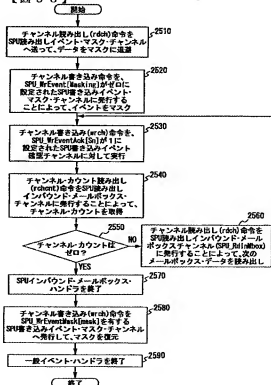 開始
2510
チャンネル読み出し(rdch)命令を
SPU読み出しイベント・マスク・チャンネル
へ送って、データをマスクに退避
2520
チャンネル書き込み命令を、
SPU_WrEvent[Masking]がゼロに
設定されたSPU書き込みイベント・
マスク・チャンネルに発行する
ことによって、イベントをマスク
2530
チャンネル書き込み(wrch)命令を、
SPU_WrEventAck[Sn]が1に
設定されたSPU書き込みイベント
確認チャンネルに対して実行
2540
チャンネル・カウント読み出し
(rchcnt)命令をSPU読み出し
インバウンド・メールボックス・
チャンネルに発行することによって、
チャンネル・カウントを取得
2550
チャンネル・カウントは
ゼロ?
NO
YES
2560
チャンネル読み出し(rdch)命令を
SPU読み出しインバウンド・メール
ボックスチャンネル(SPU_RdInMbox)
に発行することによって、次の
メールボックス・データを読み出し
2570
SPUインバウンド・メールボックス・
ハンドラを終了
2580
チャンネル書き込み(wrch)命令を
SPU_WrEventMask[Mask]を有する
SPU書き込みイベント・マスク・チャンネル
へ発行して、マスクを復元
2590
一般イベント・ハンドラを終了
終了